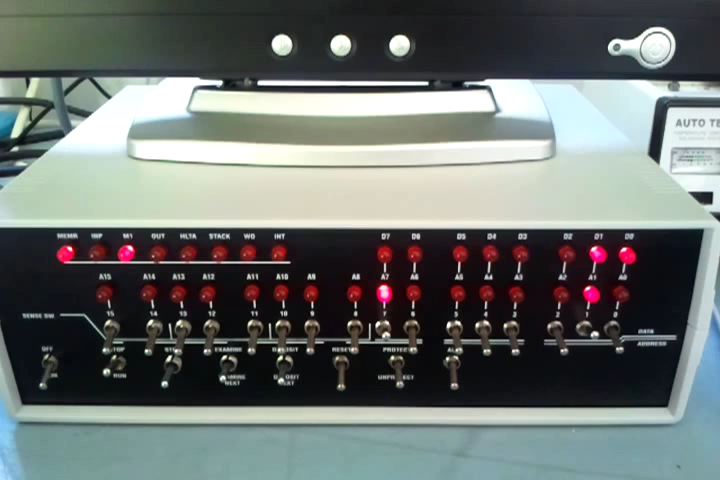 AUTO TE
MEMR INP M1 OUT HLTA STACK WO INT D7 D6 D5 D4 D3 D2 D1 D0
A15 A14 A13 A12 A11 A10 A9 A8 A7 A6 A5 A4 A3 A2 A1 A0
15 14 13 12 11 10 9 8 7 6 5 4 3 2 0
SENSE SW
DATA
ADDRESS
OFF STOP EXAMINE DEPOSIT RESET PROTECT
RUN NEXT NEXT UNPROTECT